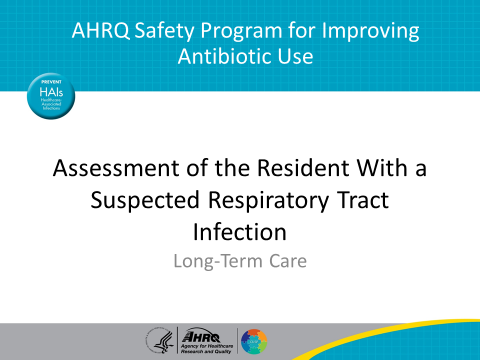 AHRQ Safety Program for Improving
Antibiotic Use
PREVENT
HAIs
Healthcare-
Associated
Infections
Assessment of the Resident With a
Suspected Respiratory Tract
Infection
Long-Term Care
AHRQ
Agency for Healthcare
Research and Quality